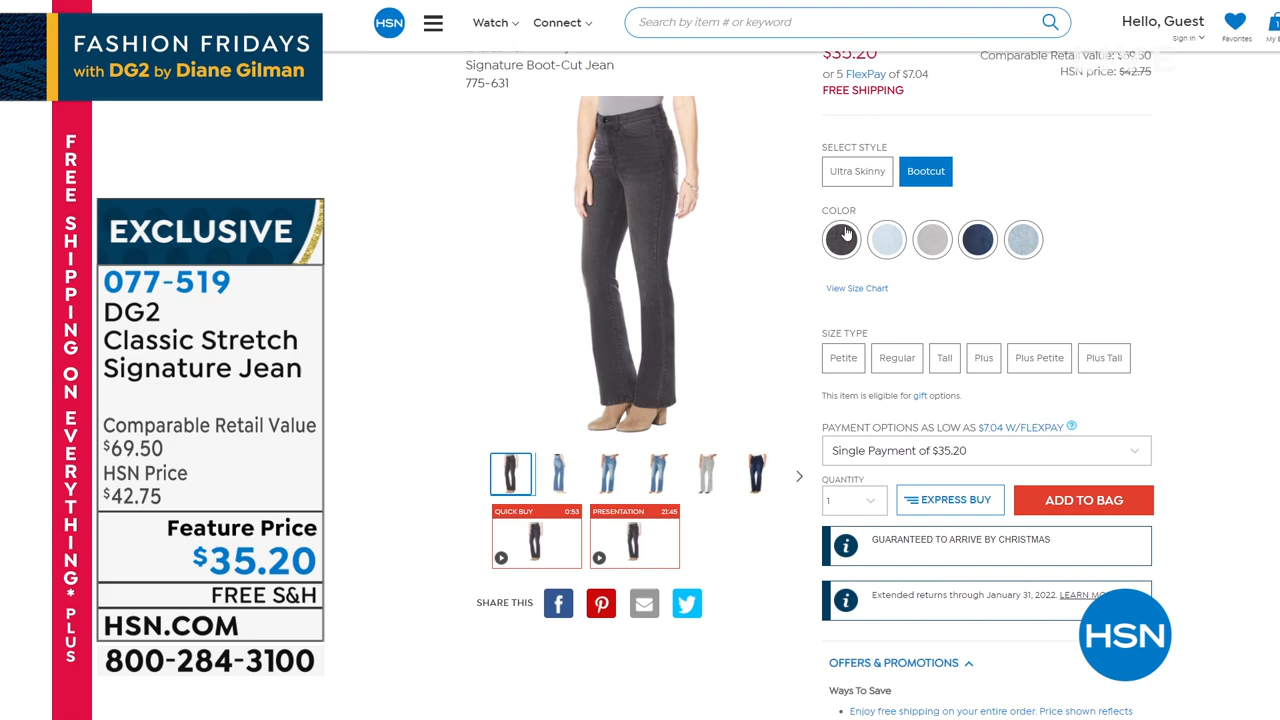 FASHION FRIDAYS
with DG2 by Diane Gilman
FREE SHIPPING ON EVERYTHING* PLUS
EXCLUSIVE
077-519
DG2
Classic Stretch
Signature Jean
Comparable Retail Value
$69.50
HSN Price
$42.75
Feature Price
$35.20
FREE S&H
HSN.COM
800-284-3100
HSN
Watch
Connect
Search by item # or keyword
Hello, Guest
Sign In
Favorites
My
Signature Boot-Cut Jean
775-631
$35.20
Comparable Retail Value: $69.50
or 5 FlexPay of $7.04
HSN price: $42.75
FREE SHIPPING
SELECT STYLE
Ultra Skinny
Bootcut
COLOR
View Size Chart
SIZE TYPE
Petite
Regular
Tall
Plus
Plus Petite
Plus Tall
This item is eligible for gift options.
PAYMENT OPTIONS AS LOW AS $7.04 W/FLEXPAY
Single Payment of $35.20
QUANTITY
1
EXPRESS BUY
ADD TO BAG
QUICK BUY 0:53
PRESENTATION 21:45
GUARANTEED TO ARRIVE BY CHRISTMAS
Extended returns through January 31, 2022. LEARN MO
SHARE THIS
HSN
OFFERS & PROMOTIONS
Ways To Save
• Enjoy free shipping on your entire order. Price shown reflects